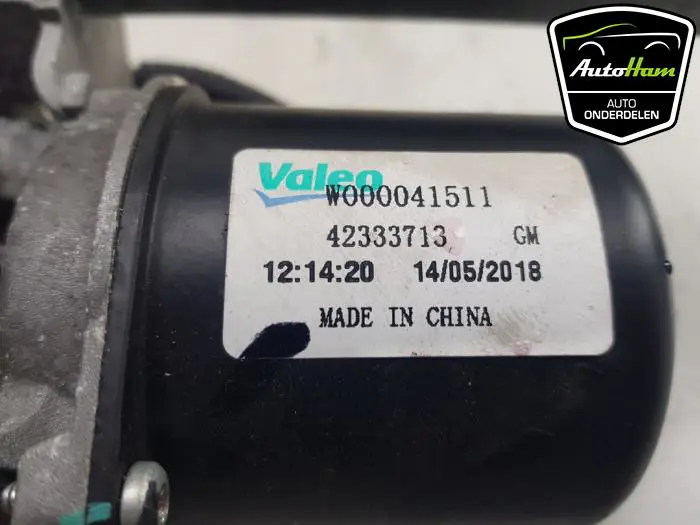 AutoHam
AUTO
ONDERDELEN
Valeo
W000041511
42333713 GM
12:14:20 14/05/2018
MADE IN CHINA